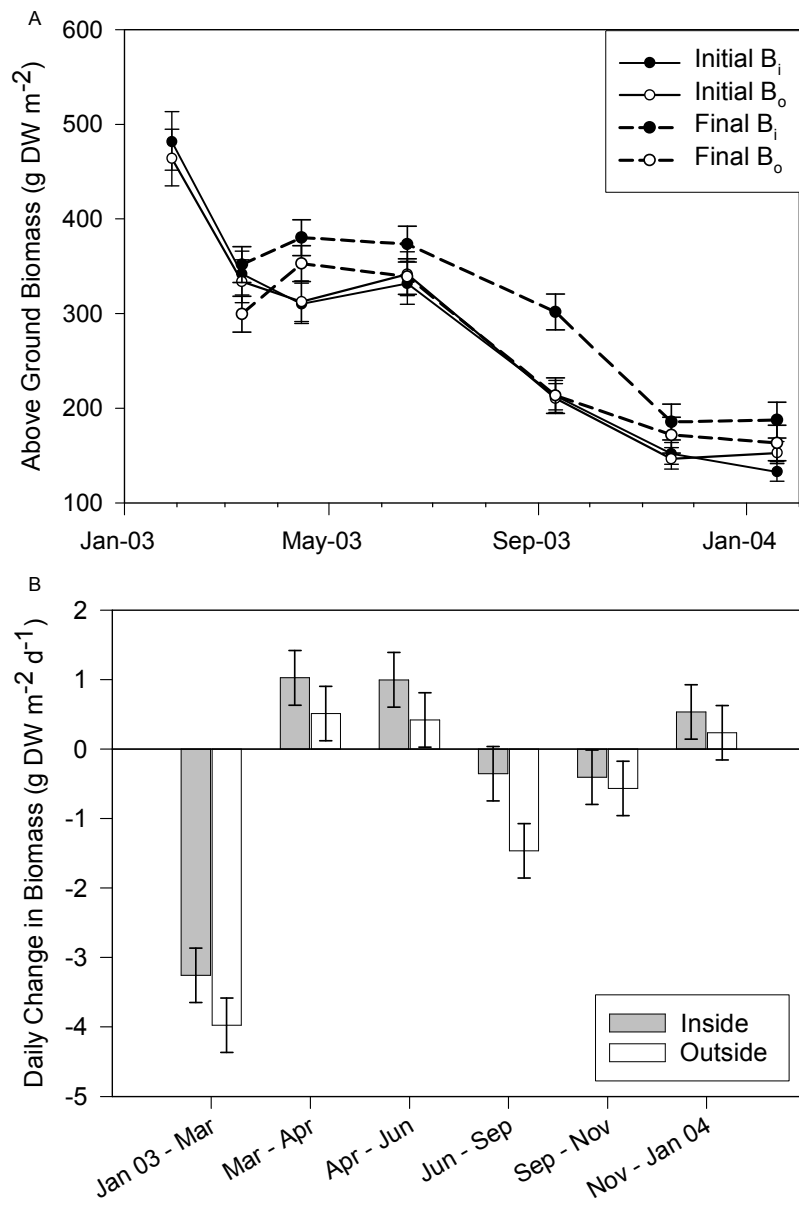 A
600
500
400
300
200
100
Above Ground Biomass (g DW m-2)
Initial Bi
Initial Bo
Final Bi
Final Bo
Jan-03 May-03 Sep-03 Jan-04
B
2
1
0
-1
-2
-3
-4
-5
Daily Change in Biomass (g DW m-2 d-1)
Inside
Outside
Jan 03 - Mar
Mar - Apr
Apr - Jun
Jun - Sep
Sep - Nov
Nov - Jan 04